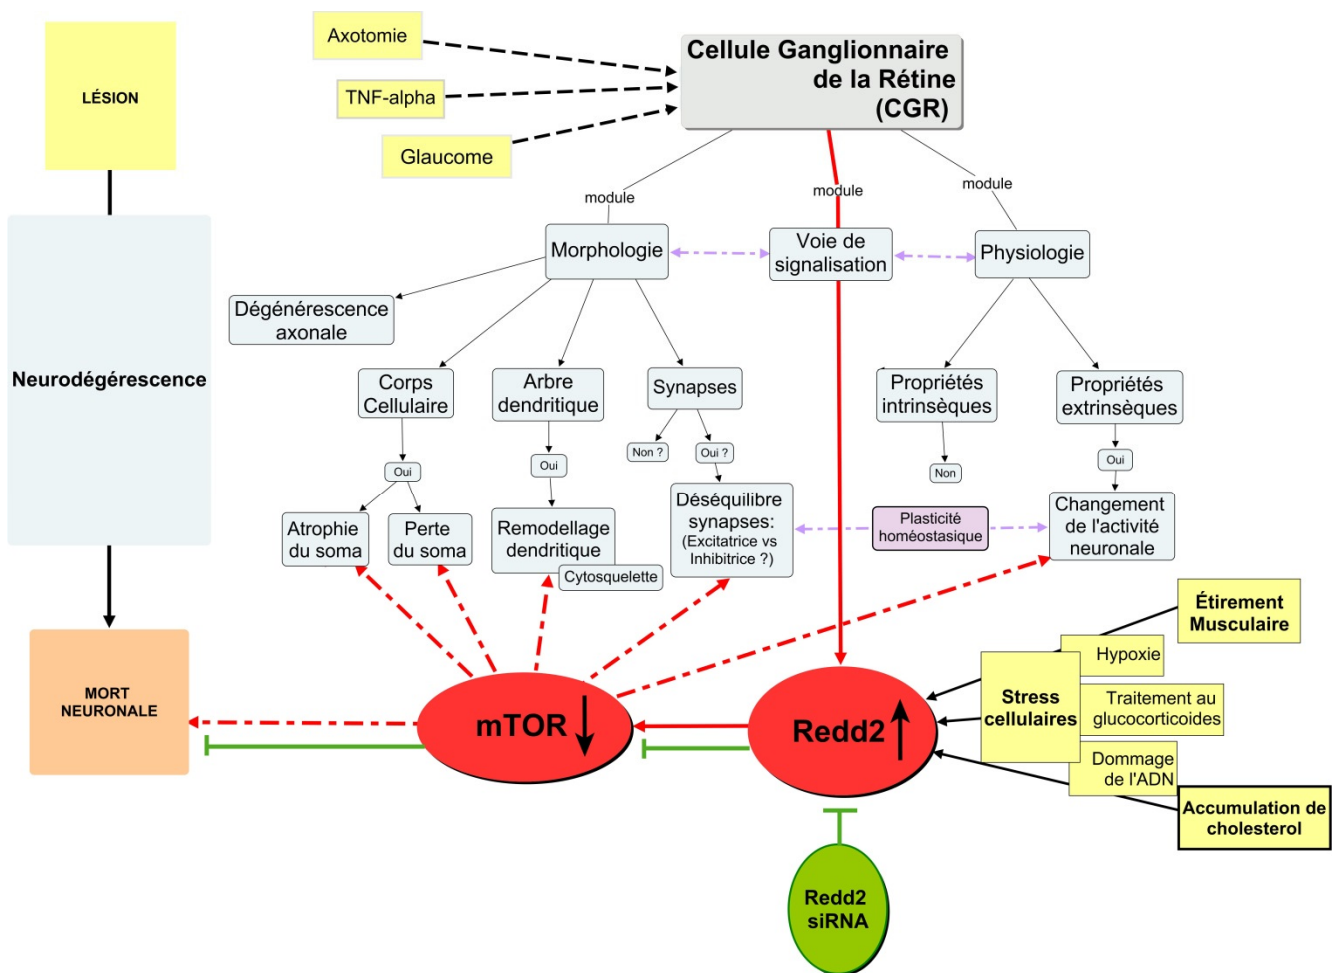 Axotomie
TNF-alpha
Glaucome
Cellule Ganglionnaire
de la Rétine
(CGR)
LÉSION
module
module
module
Morphologie
Voie de
signalisation
Physiologie
Dégénérescence
axonale
Neurodégérescence
Corps
Cellulaire
Arbre
dendritique
Synapses
Propriétés
intrinsèques
Propriétés
extrinsèques
Oui
Oui
Non ?
Oui ?
Non
Oui
Atrophie
du soma
Perte
du soma
Remodellage
dendritique
Cytosquelette
Déséquilibre
synapses:
(Excitatrice vs
Inhibitrice ?)
Plasticité
homéostasique
Changement
de l'activité
neuronale
MORT
NEURONALE
mTOR
Redd2
Étirement
Musculaire
Hypoxie
Stress
cellulaires
Traitement au
glucocorticoides
Dommage
de l'ADN
Accumulation de
cholesterol
Redd2
siRNA